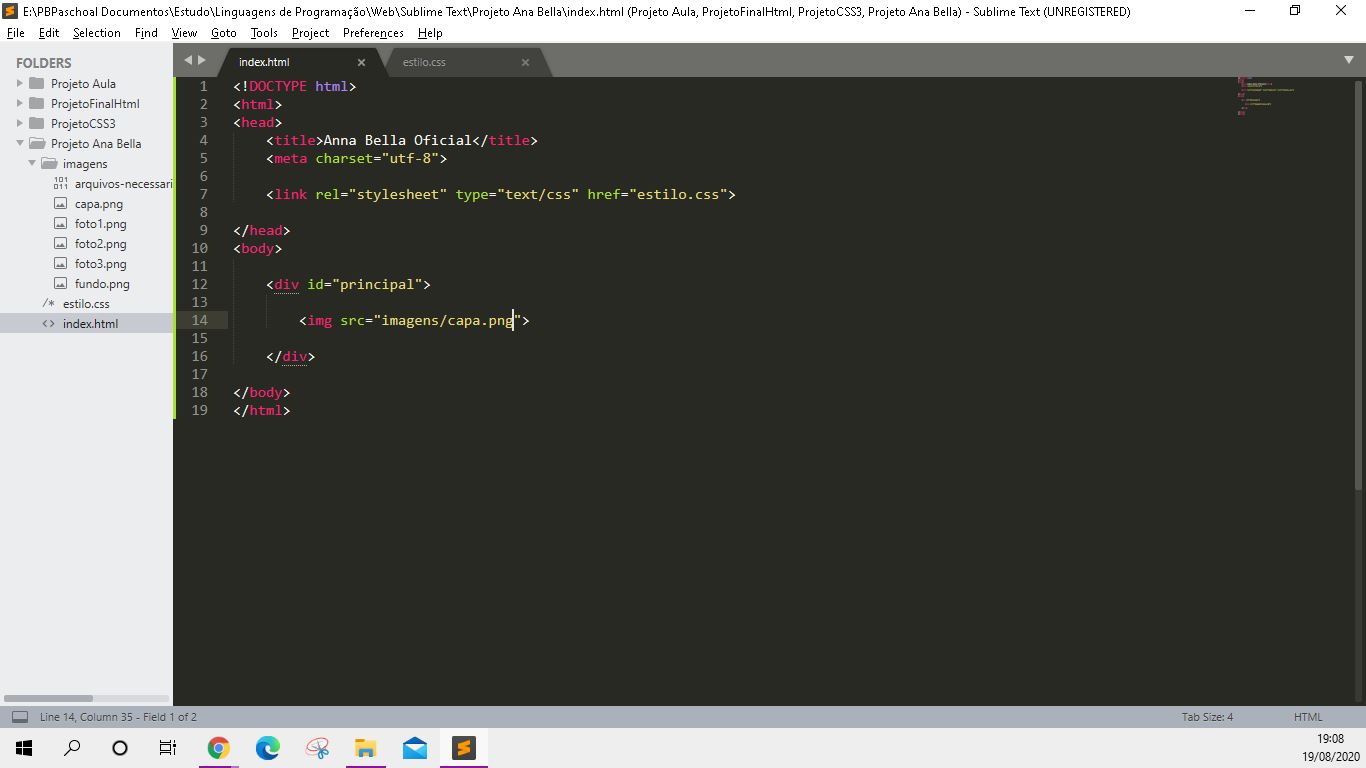 E:\PBPaschoal Documentos\Estudo\Linguagens de Programação\Web\Sublime Text\Projeto Ana Bella\index.html (Projeto Aula, ProjetoFinalHtml, ProjetoCSS3, Projeto Ana Bella) - Sublime Text (UNREGISTERED)
File Edit Selection Find View Goto Tools Project Preferences Help
FOLDERS
Projeto Aula
ProjetoFinalHtml
ProjetoCSS3
Projeto Ana Bella
imagens
arquivos-necessari
capa.png
foto1.png
foto2.png
foto3.png
fundo.png
/* estilo.css
<> index.html
index.html × estilo.css ×
1 <!DOCTYPE html>
2 <html>
3 <head>
4 <title>Anna Bella Oficial</title>
5 <meta charset="utf-8">
6
7 <link rel="stylesheet" type="text/css" href="estilo.css">
8
9 </head>
10 <body>
11
12 <div id="principal">
13
14 <img src="imagens/capa.png">
15
16 </div>
17
18 </body>
19 </html>
Line 14, Column 35 - Field 1 of 2 Tab Size: 4 HTML
19:08
19/08/2020